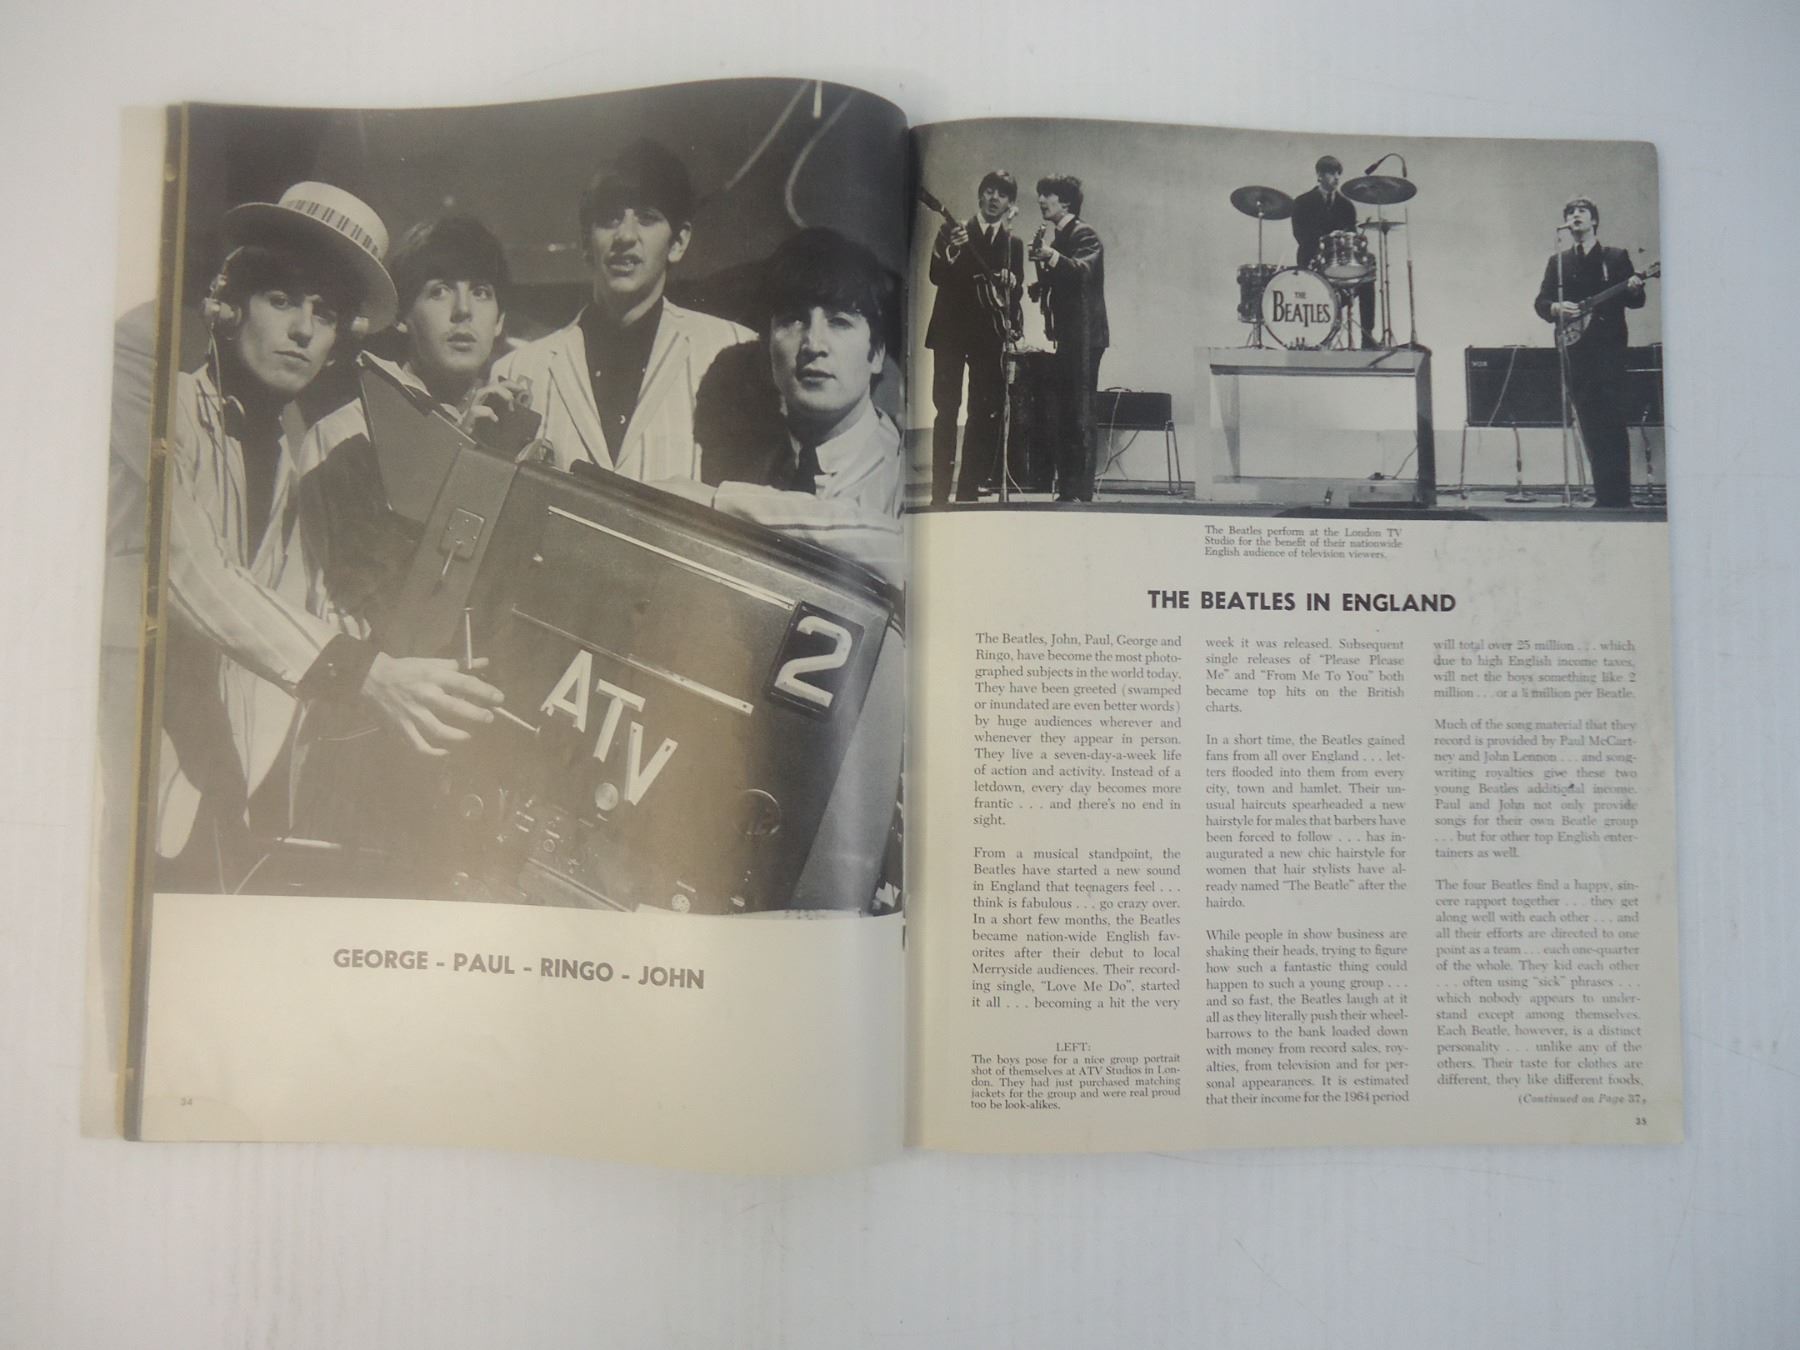 ATV
2
GEORGE - PAUL - RINGO - JOHN
34
THE
BEATLES
VOX
The Beatles perform at the London TV
Studio for the benefit of their nationwide
English audience of television viewers.
THE BEATLES IN ENGLAND
The Beatles, John, Paul, George and
Ringo, have become the most photo-
graphed subjects in the world today.
They have been greeted (swamped
or inundated are even better words)
by huge audiences wherever and
whenever they appear in person.
They live a seven-day-a-week life
of action and activity. Instead of a
letdown, every day becomes more
frantic . . . and there's no end in
sight.
From a musical standpoint, the
Beatles have started a new sound
in England that teenagers feel . . .
think is fabulous . . . go crazy over.
In a short few months, the Beatles
became nation-wide English fav-
orites after their debut to local
Merryside audiences. Their record-
ing single, "Love Me Do", started
it all . . . becoming a hit the very
LEFT:
The boys pose for a nice group portrait
shot of themselves at ATV Studios in Lon-
don. They had just purchased matching
jackets for the group and were real proud
too be look-alikes.
week it was released. Subsequent
single releases of "Please Please
Me" and "From Me To You" both
became top hits on the British
charts.
In a short time, the Beatles gained
fans from all over England . . . let-
ters flooded into them from every
city, town and hamlet. Their un-
usual haircuts spearheaded a new
hairstyle for males that barbers have
been forced to follow . . . has in-
augurated a new chic hairstyle for
women that hair stylists have al-
ready named "The Beatle" after the
hairdo.
While people in show business are
shaking their heads, trying to figure
how such a fantastic thing could
happen to such a young group . . .
and so fast, the Beatles laugh at it
all as they literally push their wheel-
barrows to the bank loaded down
with money from record sales, roy-
alties, from television and for per-
sonal appearances. It is estimated
that their income for the 1964 period
will total over 25 million . . . which
due to high English income taxes,
will net the boys something like 2
million . . . or a ½ million per Beatle.
Much of the song material that they
record is provided by Paul McCart-
ney and John Lennon . . . and song-
writing royalties give these two
young Beatles additional income.
Paul and John not only provide
songs for their own Beatle group
. . . but for other top English enter-
tainers as well.
The four Beatles find a happy, sin-
cere rapport together . . . they get
along well with each other . . . and
all their efforts are directed to one
point as a team . . . each one-quarter
of the whole. They kid each other
. . . often using "sick" phrases . . .
which nobody appears to under-
stand except among themselves.
Each Beatle, however, is a distinct
personality . . . unlike any of the
others. Their taste for clothes are
different, they like different foods,
(Continued on Page 37)
35